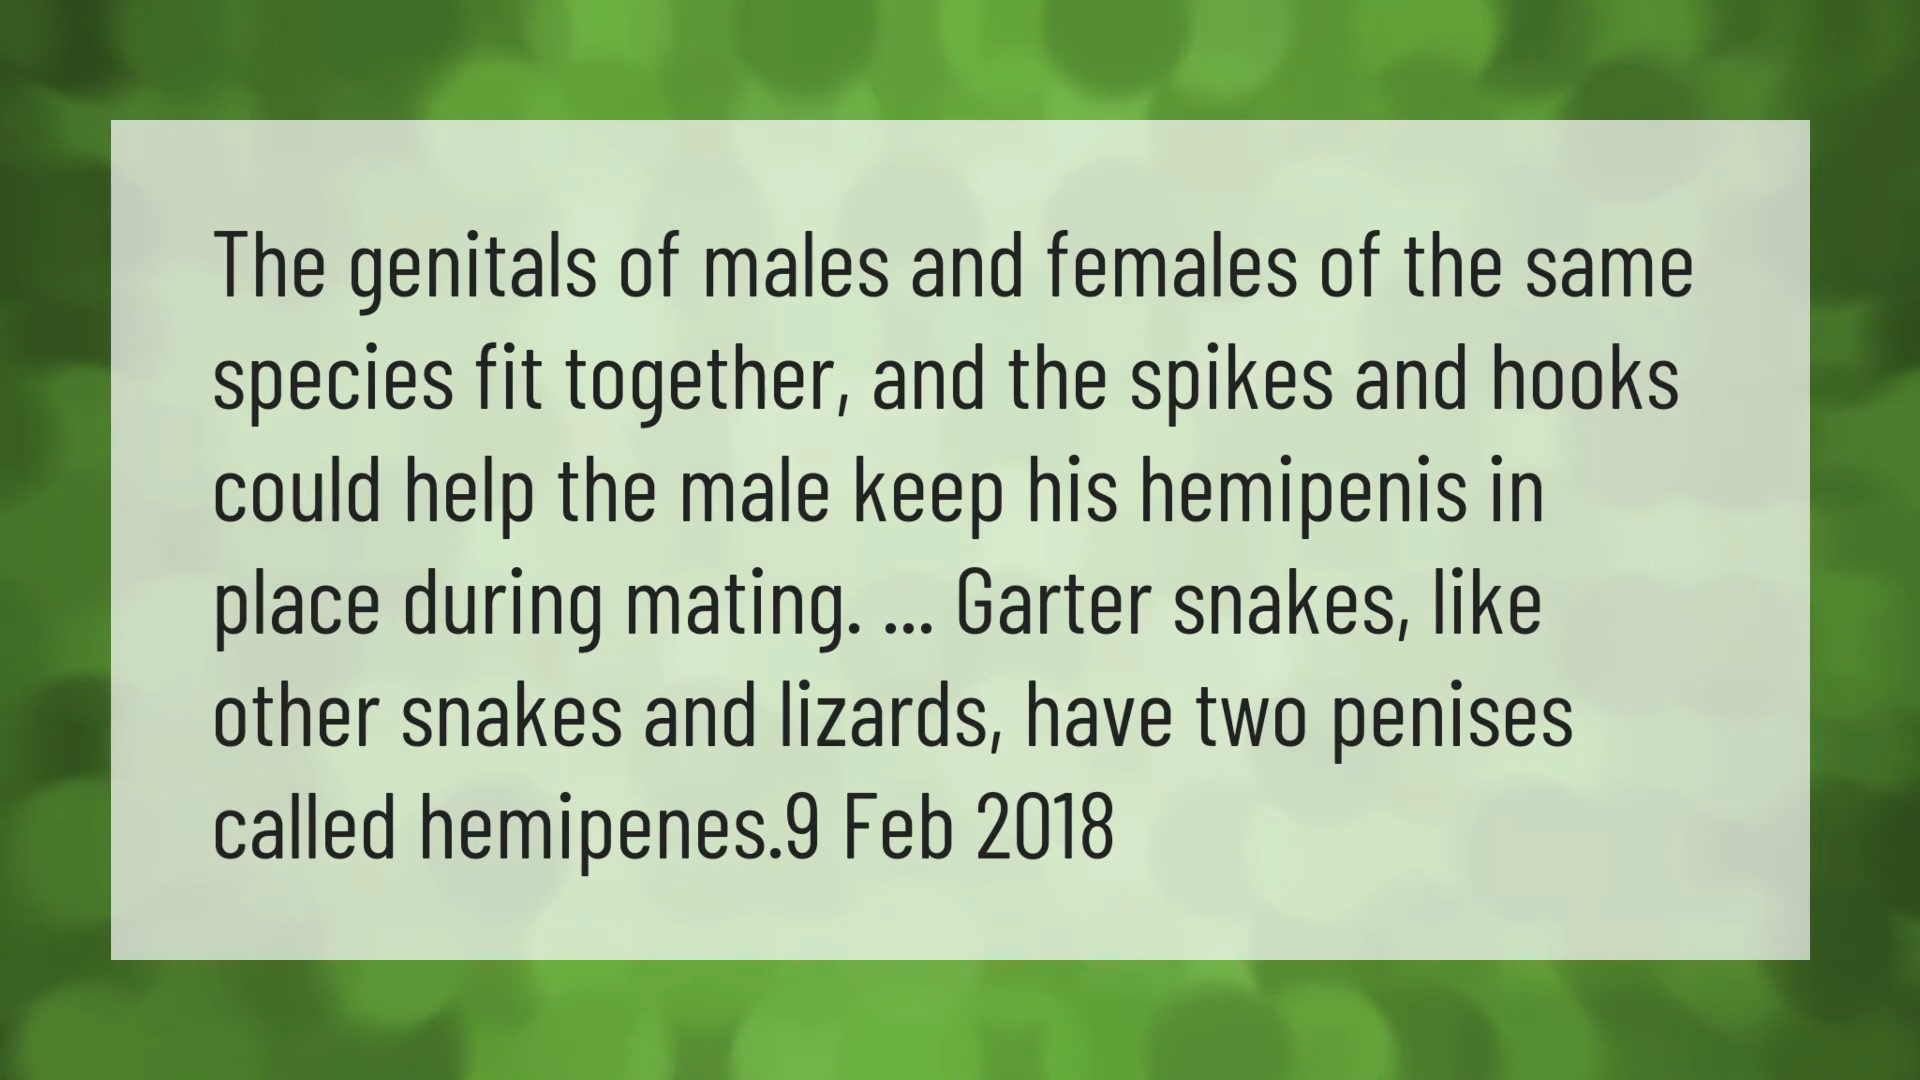 The genitals of males and females of the same
species fit together, and the spikes and hooks
could help the male keep his hemipenis in
place during mating. ... Garter snakes, like
other snakes and lizards, have two penises
called hemipenes.9 Feb 2018